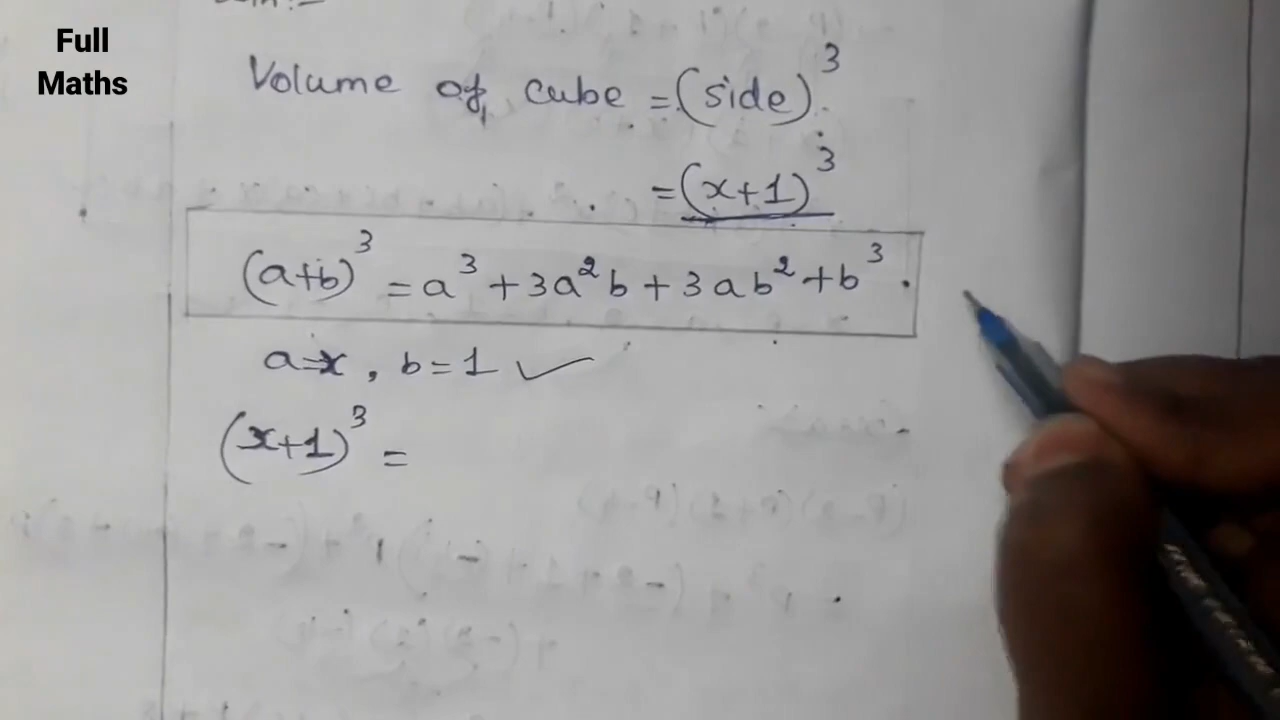 Full
Maths
Volume of cube = (side)³
= (x+1)³
(a+b)³ = a³ + 3a²b + 3ab² + b³.
a=x, b=1 ✓
(x+1)³ =